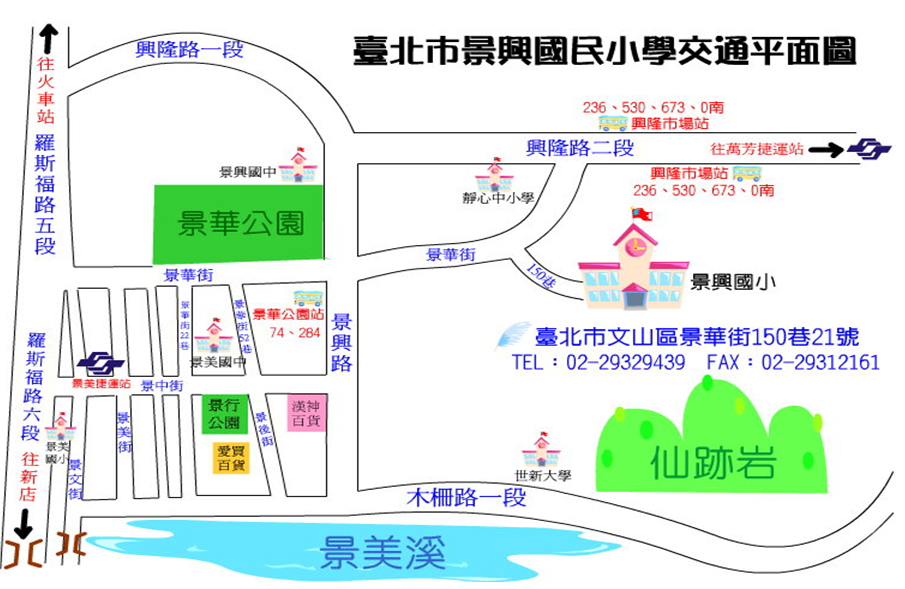 臺北市景興國民小學交通平面圖
往火車站
興隆路一段
236、530、673、0南
興隆市場站
羅斯福路五段
興隆路二段
往萬芳捷運站
景興國中
靜心中小學
興隆市場站
236、530、673、0南
景華公園
景華街
景華街
150巷
景興國小
景華街22巷
景華街52巷
景華公園站
74、284
景興路
臺北市文山區景華街150巷21號
TEL：02-29329439 FAX：02-29312161
羅斯福路六段
景美捷運站
景美國中
景中街
景美街
景行
公園
景後街
漢神
百貨
景美
國小
愛買
百貨
景文街
往新店
世新大學
仙跡岩
木柵路一段
景美溪